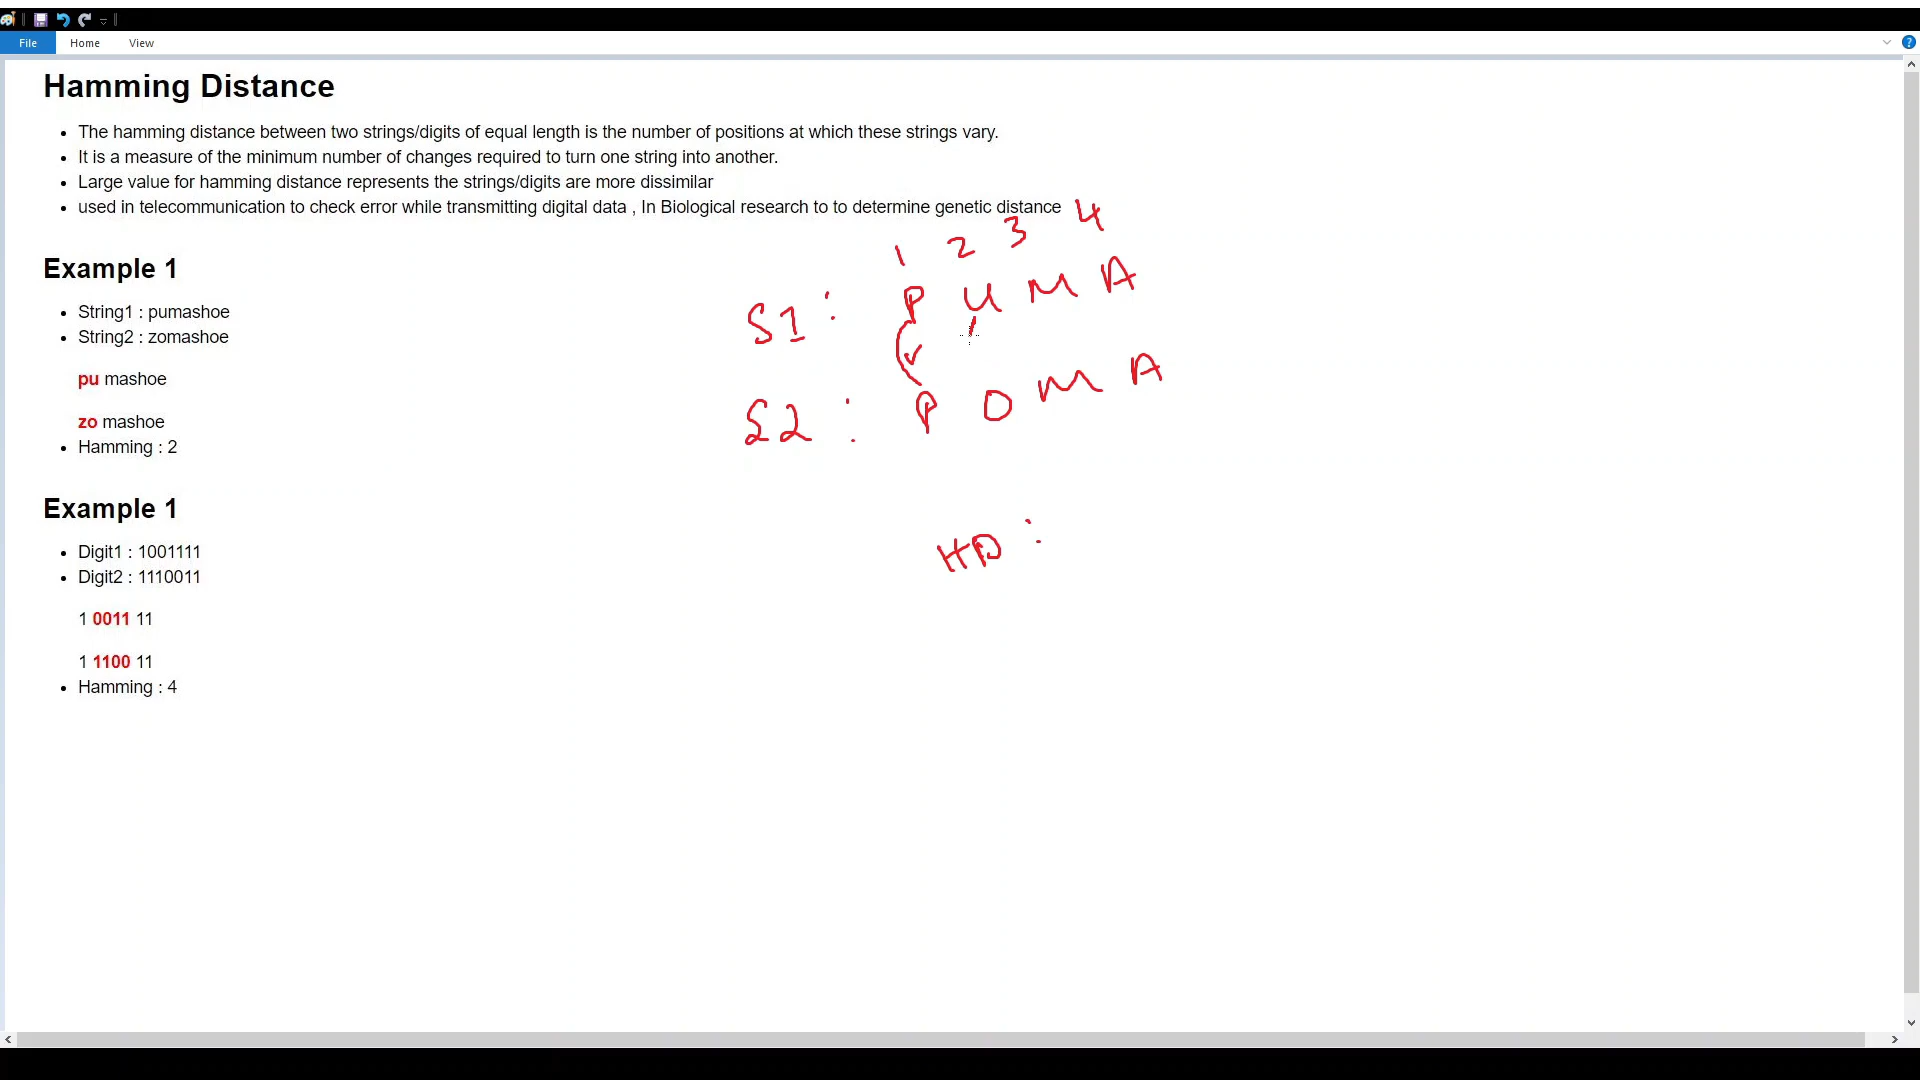 File Home View
Hamming Distance
The hamming distance between two strings/digits of equal length is the number of positions at which these strings vary.
It is a measure of the minimum number of changes required to turn one string into another.
Large value for hamming distance represents the strings/digits are more dissimilar
used in telecommunication to check error while transmitting digital data , In Biological research to to determine genetic distance
1 2 3 4
S1 : P U M A
S2 : P O M A
HD :
Example 1
String1 : pumashoe
String2 : zomashoe
pu mashoe
zo mashoe
Hamming : 2
Example 1
Digit1 : 1001111
Digit2 : 1110011
1 0011 11
1 1100 11
Hamming : 4